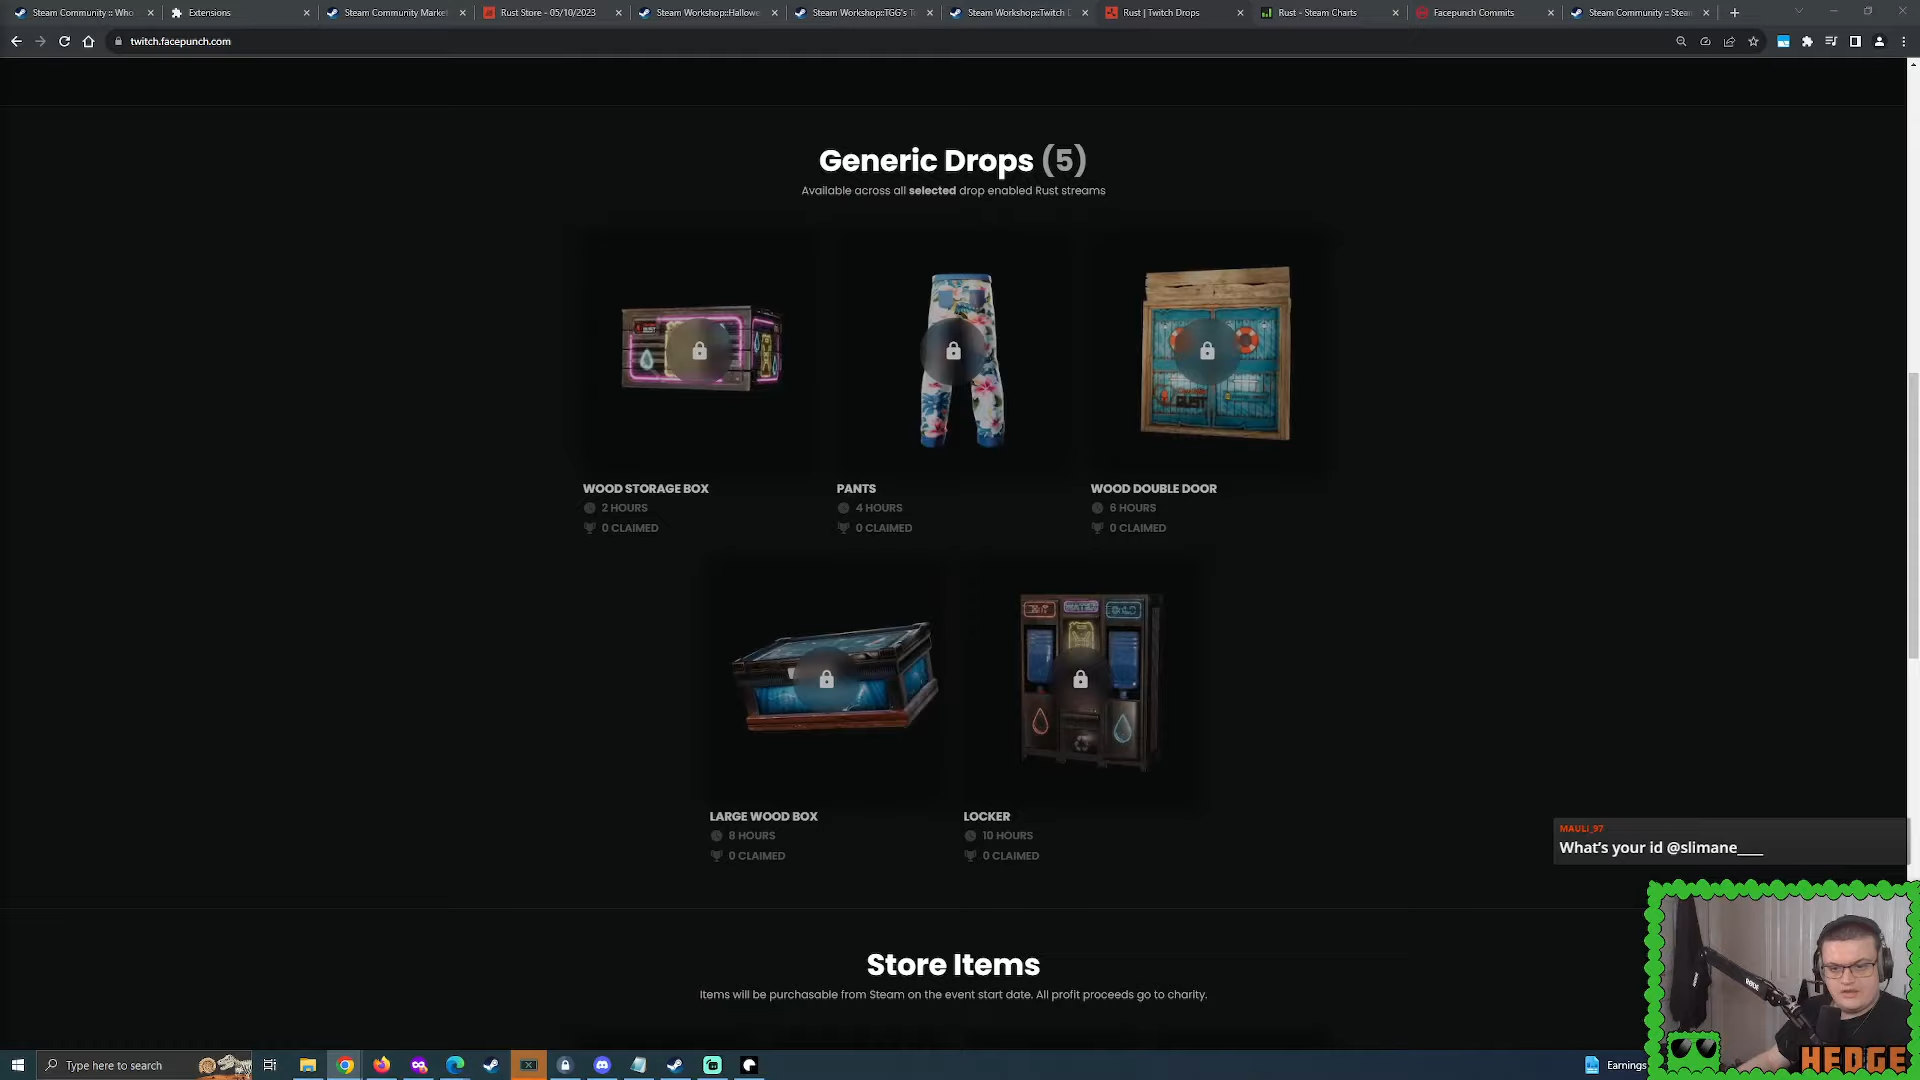 Steam Community :: Who
Extensions
Steam Community Market
Rust Store - 05/10/2023
Steam Workshop::Hallowe
Steam Workshop::TGG's T
Steam Workshop::Twitch D
Rust | Twitch Drops
Rust - Steam Charts
Facepunch Commits
Steam Community :: Steam
twitch.facepunch.com
Generic Drops (5)
Available across all selected drop enabled Rust streams
WOOD STORAGE BOX
2 HOURS
0 CLAIMED
PANTS
4 HOURS
0 CLAIMED
WOOD DOUBLE DOOR
6 HOURS
0 CLAIMED
LARGE WOOD BOX
8 HOURS
0 CLAIMED
LOCKER
10 HOURS
0 CLAIMED
MAULI_97
What's your id @slimane____
Store Items
Items will be purchasable from Steam on the event start date. All profit proceeds go to charity.
RØDE
HEDGE
Type here to search
Earnings